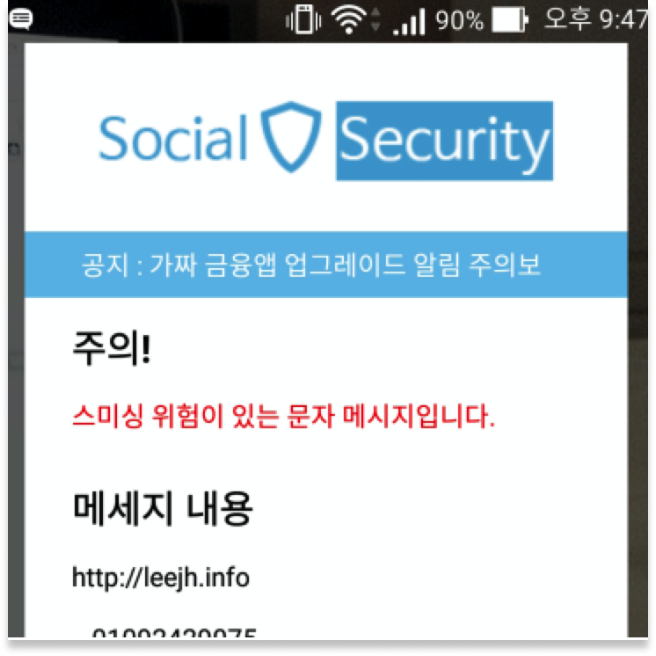 90% 오후 9:47
Social Security
공지 : 가짜 금융앱 업그레이드 알림 주의보
주의!
스미싱 위험이 있는 문자 메시지입니다.
메세지 내용
http://leejh.info